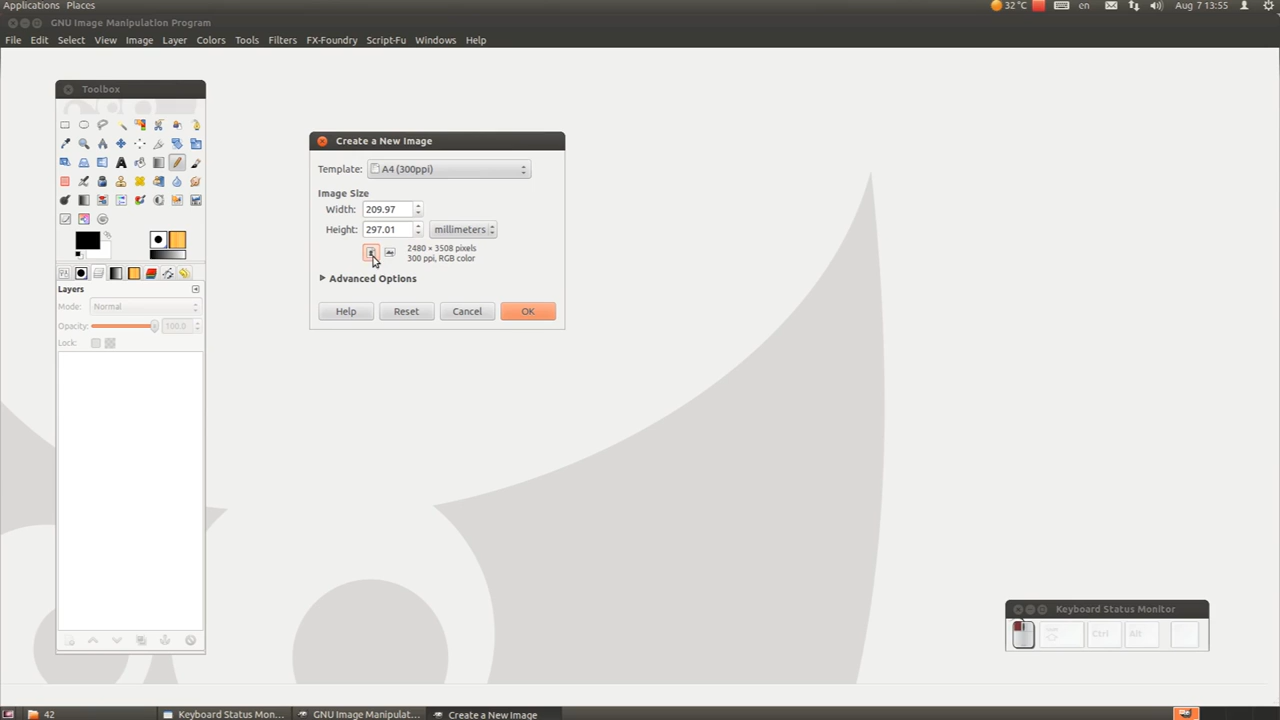 Applications Places
32 °C en Aug 7 13:55
GNU Image Manipulation Program
File Edit Select View Image Layer Colors Tools Filters FX-Foundry Script-Fu Windows Help
Toolbox
Layers
Mode: Normal
Opacity: 100.0
Lock:
Create a New Image
Template: A4 (300ppi)
Image Size
Width: 209.97
Height: 297.01 millimeters
2480 × 3508 pixels
300 ppi, RGB color
Advanced Options
Help Reset Cancel OK
Keyboard Status Monitor
Ctrl Alt
42 Keyboard Status Mon... GNU Image Manipulat... Create a New Image